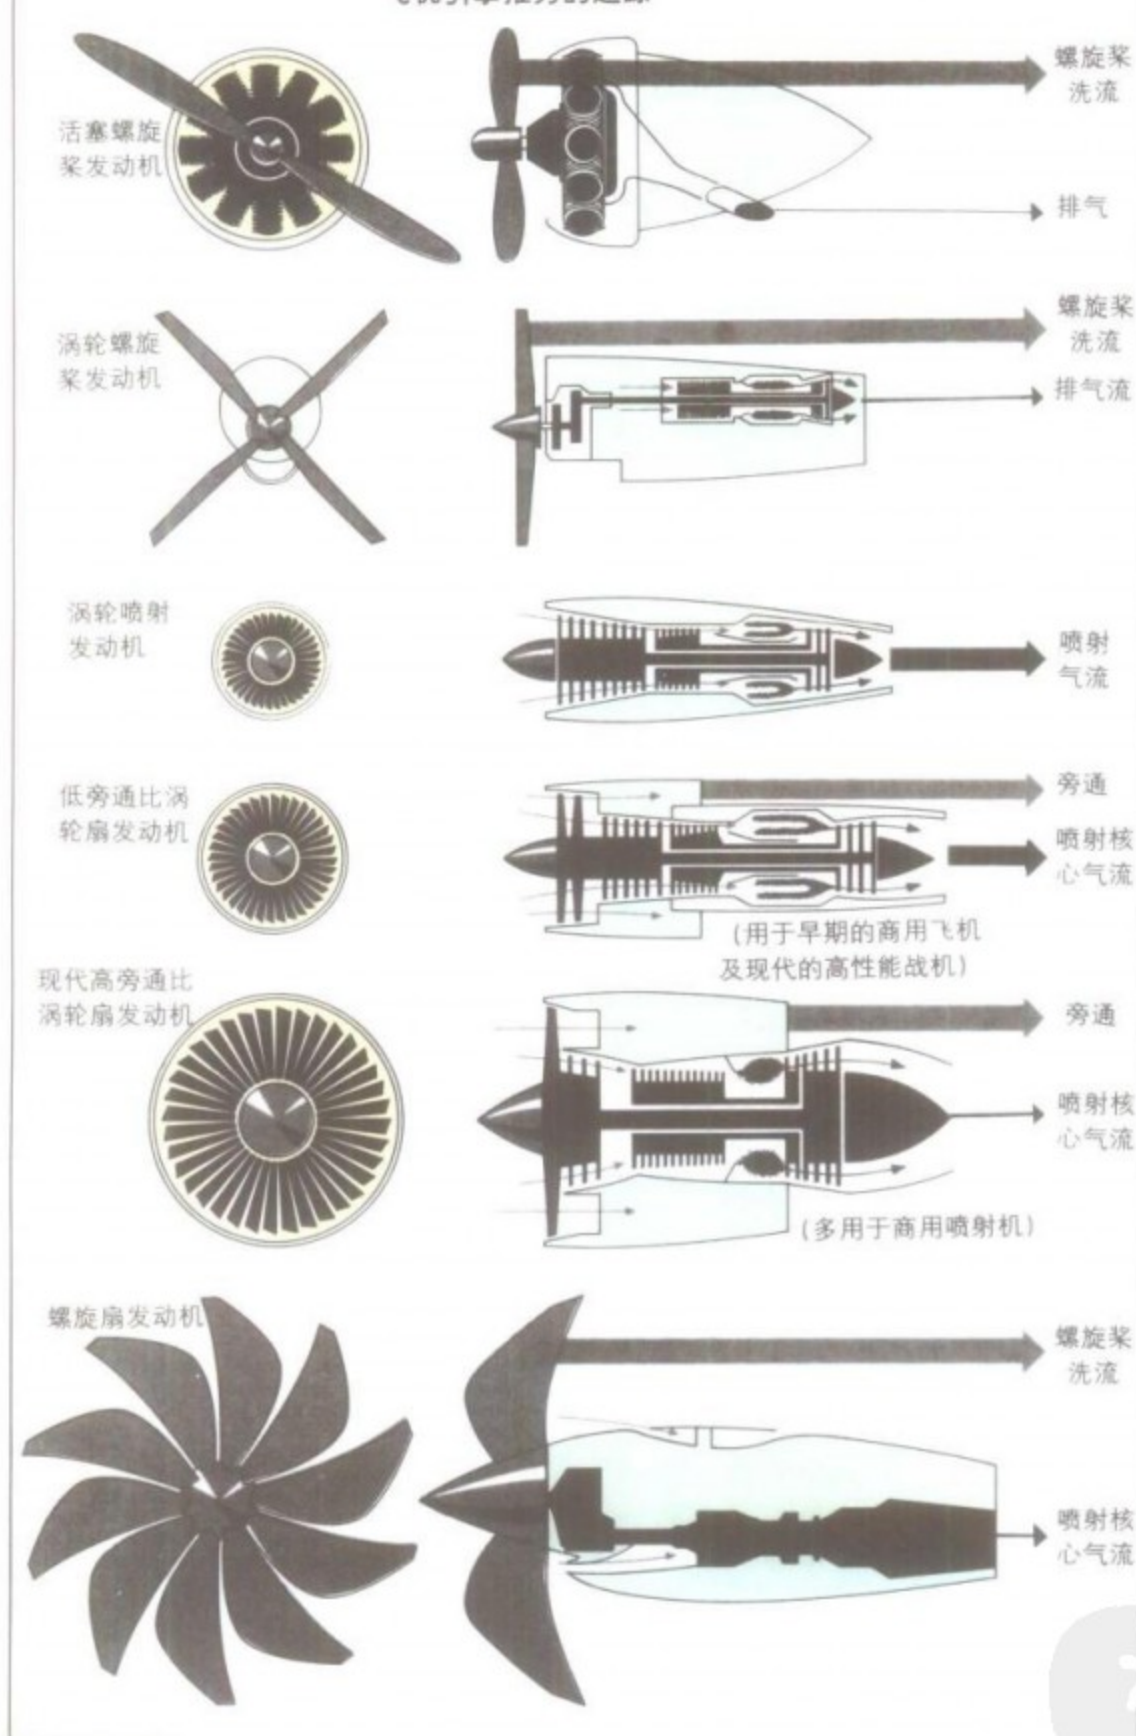 活塞螺旋
桨发动机
螺旋桨
洗流
排气
涡轮螺旋
桨发动机
螺旋桨
洗流
排气流
涡轮喷射
发动机
喷射
气流
低旁通比涡
轮扇发动机
旁通
喷射核
心气流
(用于早期的商用飞机
及现代的高性能战机)
现代高旁通比
涡轮扇发动机
旁通
喷射核
心气流
(多用于商用喷射机)
螺旋扇发动机
螺旋桨
洗流
喷射核
心气流